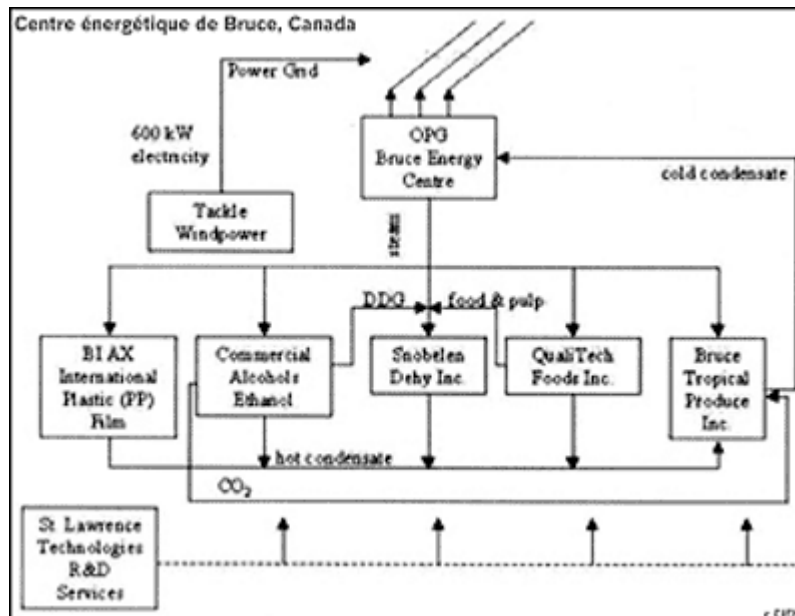 Centre énergétique de Bruce, Canada
Power Grid
600 kW
electricity
OPG
Bruce Energy
Centre
cold condensate
Tackle
Windpower
steam
DDG
food & pulp
BI AX
International
Plastic (PP)
Film
Commercial
Alcohols
Ethanol
Snobelen
Dehy Inc.
QualiTech
Foods Inc.
Bruce
Tropical
Produce
Inc.
hot condensate
CO₂
St. Lawrence
Technologies
R&D
Services